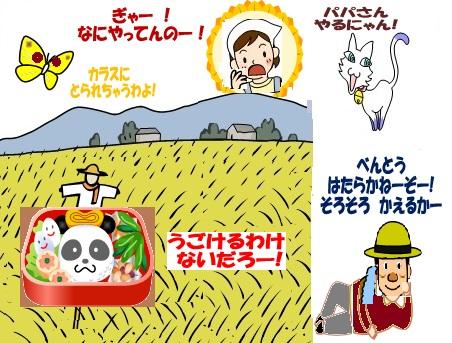 ぎゃー !
なにやってんのー!
パパさん
やるにゃん!
カラスに
とられちゃうわよ!
べんとう
はたらかねーぞー!
そろそろ かえるかー
うごけるわけ
ないだろー!